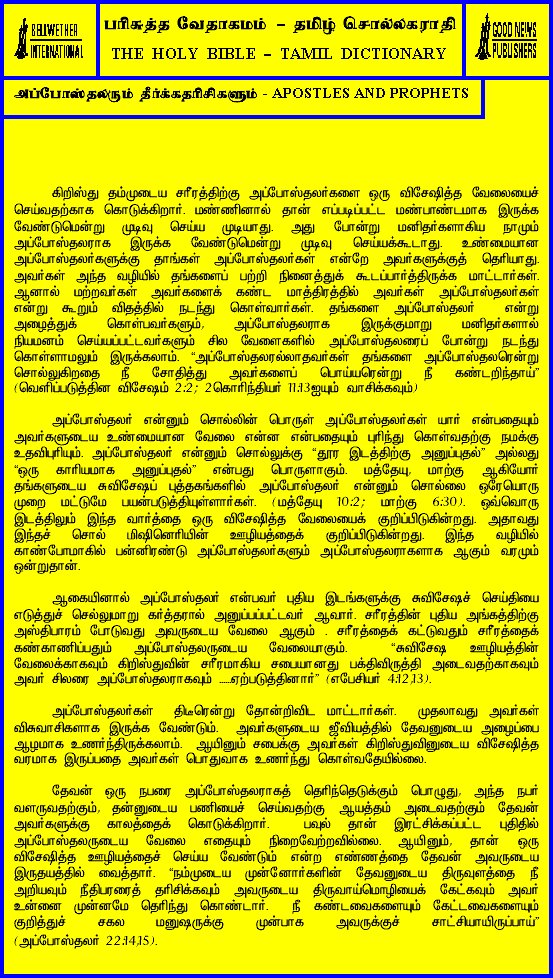 BELLWETHER
INTERNATIONAL
பரிசுத்த வேதாகமம் – தமிழ் சொல்லகராதி
THE HOLY BIBLE – TAMIL DICTIONARY
GOOD NEWS
PUBLISHERS
அப்போஸ்தலரும் தீர்க்கதரிசிகளும் - APOSTLES AND PROPHETS
கிறிஸ்து தம்முடைய சரீரத்திற்கு அப்போஸ்தலர்களை ஒரு விசேஷித்த வேலையைச்
செய்வதற்காக கொடுக்கிறார். மண்ணினால் தான் எப்படிப்பட்ட மண்பாண்டமாக இருக்க
வேண்டுமென்று முடிவு செய்ய முடியாது. அது போன்று மனிதர்களாகிய நாமும்
அப்போஸ்தலராக இருக்க வேண்டுமென்று முடிவு செய்யக்கூடாது. உண்மையான
அப்போஸ்தலர்களுக்கு தாங்கள் அப்போஸ்தலர்கள் என்றே அவர்களுக்குத் தெரியாது.
அவர்கள் அந்த வழியில் தங்களைப் பற்றி நினைத்துக் கூடப்பார்த்திருக்க மாட்டார்கள்.
ஆனால் மற்றவர்கள் அவர்களைக் கண்ட மாத்திரத்தில் அவர்கள் அப்போஸ்தலர்கள்
என்று கூறும் விதத்தில் நடந்து கொள்வார்கள். தங்களை அப்போஸ்தலர் என்று
அழைத்துக் கொள்பவர்களும், அப்போஸ்தலராக இருக்குமாறு மனிதர்களால்
நியமனம் செய்யப்பட்டவர்களும் சில வேளைகளில் அப்போஸ்தலரைப் போன்று நடந்து
கொள்ளாமலும் இருக்கலாம். “அப்போஸ்தலரல்லாதவர்கள் தங்களை அப்போஸ்தலரென்று
சொல்லுகிறதை நீ சோதித்து அவர்களைப் பொய்யரென்று நீ கண்டறிந்தாய்”
(வெளிப்படுத்தின விசேஷம் 2:2; 2கொரிந்தியர் 11:13ஐயும் வாசிக்கவும்)
அப்போஸ்தலர் என்னும் சொல்லின் பொருள் அப்போஸ்தலர்கள் யார் என்பதையும்
அவர்களுடைய உண்மையான வேலை என்ன என்பதையும் புரிந்து கொள்வதற்கு நமக்கு
உதவிபுரியும். அப்போஸ்தலர் என்னும் சொல்லுக்கு “தூர இடத்திற்கு அனுப்புதல்” அல்லது
“ஒரு காரியமாக அனுப்புதல்” என்பது பொருளாகும். மத்தேயு, மாற்கு ஆகியோர்
தங்களுடைய சுவிசேஷப் புத்தகங்களில் அப்போஸ்தலர் என்னும் சொல்லை ஒரேயொரு
முறை மட்டுமே பயன்படுத்தியுள்ளார்கள். (மத்தேயு 10:2; மாற்கு 6:30). ஒவ்வொரு
இடத்திலும் இந்த வார்த்தை ஒரு விசேஷித்த வேலையைக் குறிப்பிடுகின்றது. அதாவது
இந்தச் சொல் மிஷினெரியின் ஊழியத்தைக் குறிப்பிடுகின்றது. இந்த வழியில்
காண்போமாகில் பன்னிரண்டு அப்போஸ்தலர்களும் அப்போஸ்தலராகளாக ஆகும் வரமும்
ஒன்றுதான்.
ஆகையினால் அப்போஸ்தலர் என்பவர் புதிய இடங்களுக்கு சுவிசேஷச் செய்தியை
எடுத்துச் செல்லுமாறு கர்த்தரால் அனுப்பப்பட்டவர் ஆவார். சரீரத்தின் புதிய அங்கத்திற்கு
அஸ்திபாரம் போடுவது அவருடைய வேலை ஆகும் . சரீரத்தைக் கட்டுவதும் சரீரத்தைக்
கண்காணிப்பதும் அப்போஸ்தலருடைய வேலையாகும். “சுவிசேஷ ஊழியத்தின்
வேலைக்காகவும் கிறிஸ்துவின் சரீரமாகிய சபையானது பக்திவிருத்தி அடைவதற்காகவும்
அவர் சிலரை அப்போஸ்தலராகவும் .....ஏற்படுத்தினார்” (எபேசியர் 4:12,13).
அப்போஸ்தலர்கள் திடீரென்று தோன்றிவிட மாட்டார்கள். முதலாவது அவர்கள்
விசுவாசிகளாக இருக்க வேண்டும். அவர்களுடைய ஜீவியத்தில் தேவனுடைய அழைப்பை
ஆழமாக உணர்ந்திருக்கலாம். ஆயினும் சபைக்கு அவர்கள் கிறிஸ்துவினுடைய விசேஷித்த
வரமாக இருப்பதை அவர்கள் பொதுவாக உணர்ந்து கொள்வதேயில்லை.
தேவன் ஒரு நபரை அப்போஸ்தலராகத் தெரிந்தெடுக்கும் பொழுது, அந்த நபர்
வளருவதற்கும், தன்னுடைய பணியைச் செய்வதற்கு ஆயத்தம் அடைவதற்கும் தேவன்
அவர்களுக்கு காலத்தைக் கொடுக்கிறார். பவுல் தான் இரட்சிக்கப்பட்ட புதிதில்
அப்போஸ்தலருடைய வேலை எதையும் நிறைவேற்றவில்லை. ஆயினும், தான் ஒரு
விசேஷித்த ஊழியத்தைச் செய்ய வேண்டும் என்ற எண்ணத்தை தேவன் அவருடைய
இருதயத்தில் வைத்தார். “நம்முடைய முன்னோர்களின் தேவனுடைய திருவுளத்தை நீ
அறியவும் நீதிபரரைத் தரிசிக்கவும் அவருடைய திருவாய்மொழியைக் கேட்கவும் அவர்
உன்னை முன்னமே தெரிந்து கொண்டார். நீ கண்டவைகளையும் கேட்டவைகளையும்
குறித்துச் சகல மனுஷருக்கு முன்பாக அவருக்குச் சாட்சியாயிருப்பாய்”
(அப்போஸ்தலர் 22:14,15).